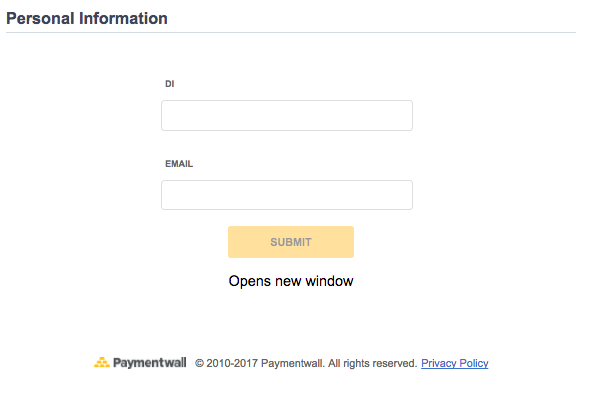 Personal Information
DI
EMAIL
SUBMIT
Opens new window
Paymentwall © 2010-2017 Paymentwall. All rights reserved. Privacy Policy